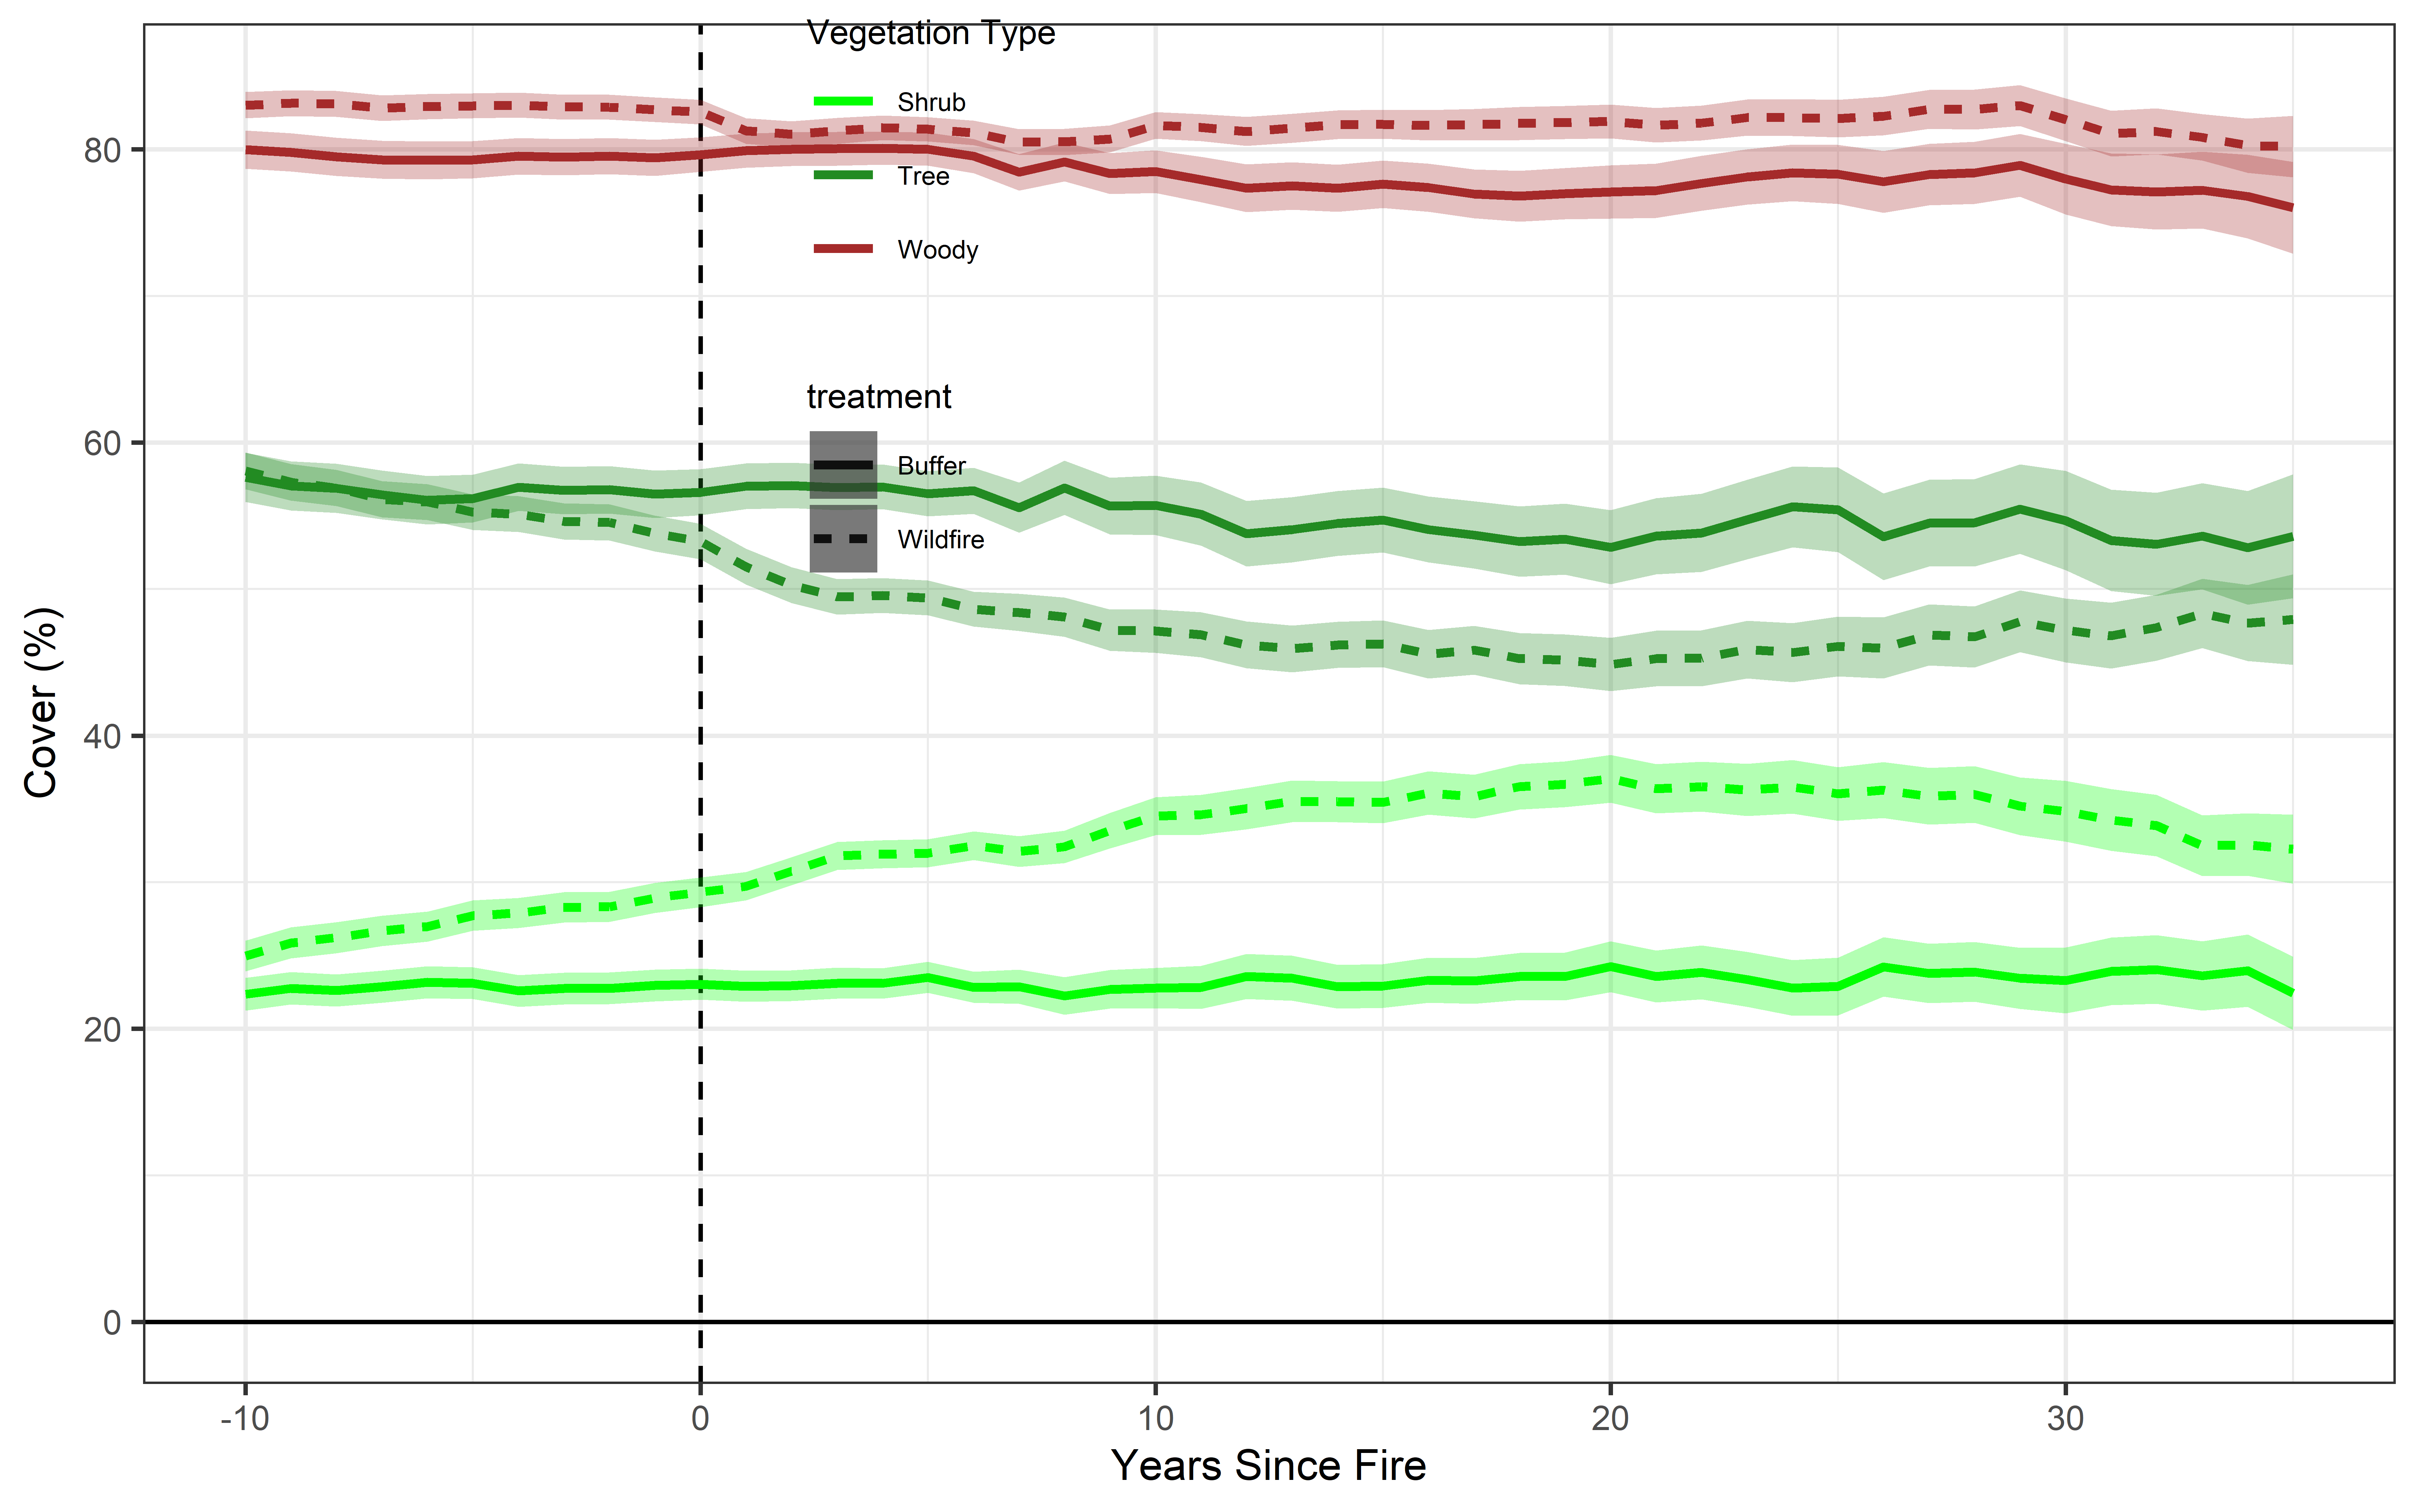 Vegetation Type
Shrub
Tree
Woody
treatment
Buffer
Wildfire
80
60
40
20
0
Cover (%)
-10 0 10 20 30
Years Since Fire